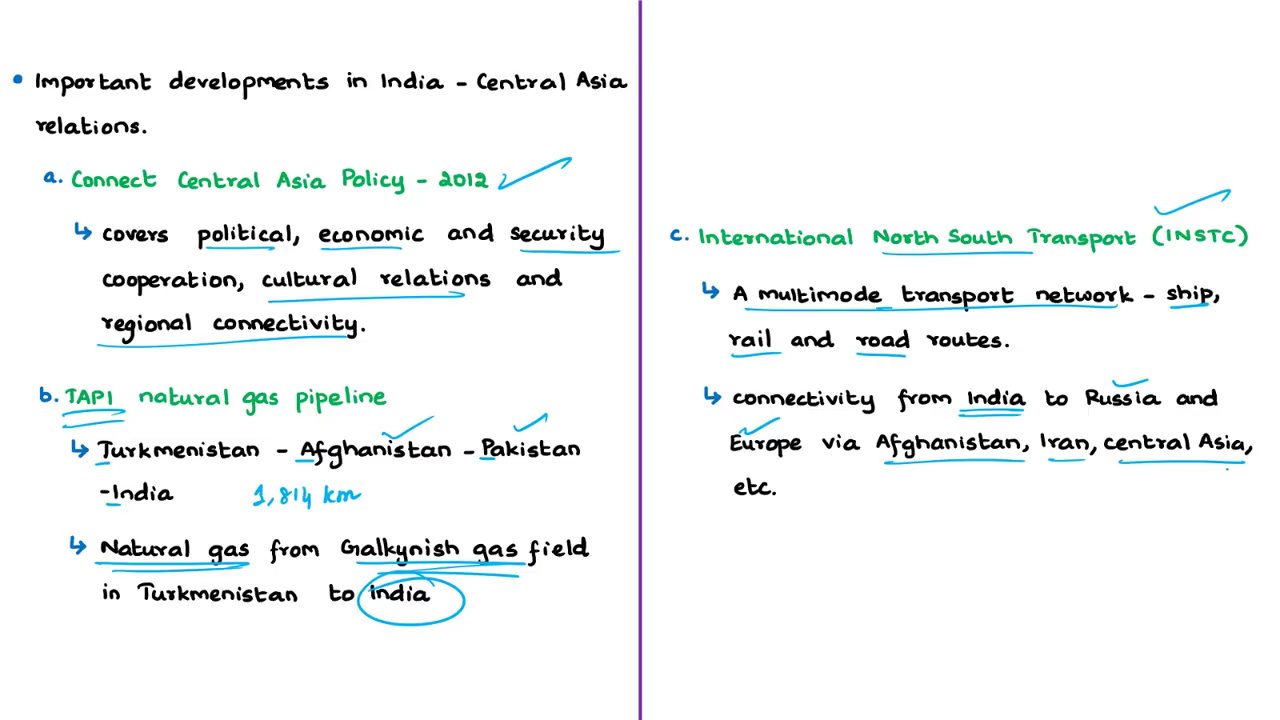 • Important developments in India - Central Asia
relations.
a. Connect Central Asia Policy - 2012
↳ covers political, economic and security
cooperation, cultural relations and
regional connectivity.
b. TAPI natural gas pipeline
↳ Turkmenistan - Afghanistan - Pakistan
-India 1,814 km
↳ Natural gas from Galkynish gas field
in Turkmenistan to india
c. International North South Transport (INSTC)
↳ A multimode transport network - ship,
rail and road routes.
↳ connectivity from India to Russia and
Europe via Afghanistan, Iran, central Asia,
etc.